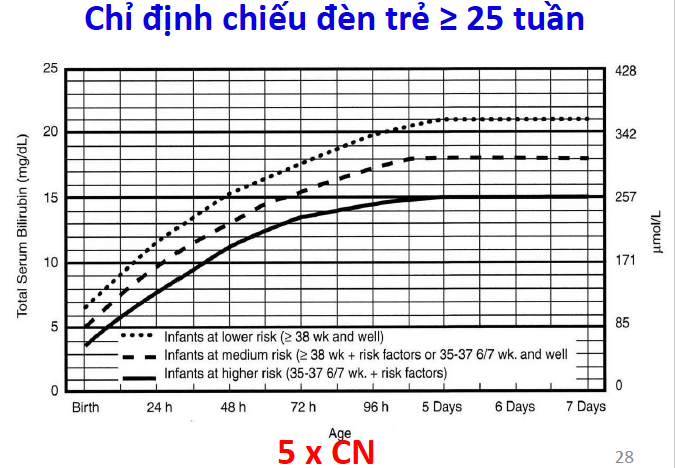 Chỉ định chiếu đèn trẻ ≥ 25 tuần
25
20
15
10
5
0
Total Serum Bilirubin (mg/dL)
428
342
257
171
85
0
µmol/L
Infants at lower risk (≥ 38 wk and well)
Infants at medium risk (≥ 38 wk + risk factors or 35-37 6/7 wk. and well
Infants at higher risk (35-37 6/7 wk. + risk factors)
Birth 24 h 48 h 72 h 96 h 5 Days 6 Days 7 Days
Age
5 x CN
28